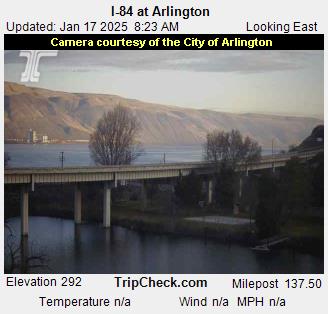 I-84 at Arlington
Updated: Jan 17 2025 8:23 AM Looking East
Camera courtesy of the City of Arlington
Elevation 292 TripCheck.com Milepost 137.50
Temperature n/a Wind n/a MPH n/a